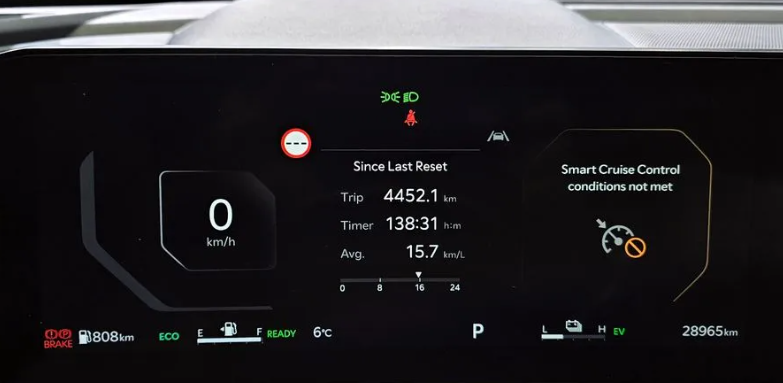 Since Last Reset
Trip 4452.1 km
Timer 138:31 h:m
Avg. 15.7 km/L
0 8 16 24
0
km/h
Smart Cruise Control
conditions not met
BRAKE
808km
ECO
E F
READY
6°C
P
L H
EV
28965km